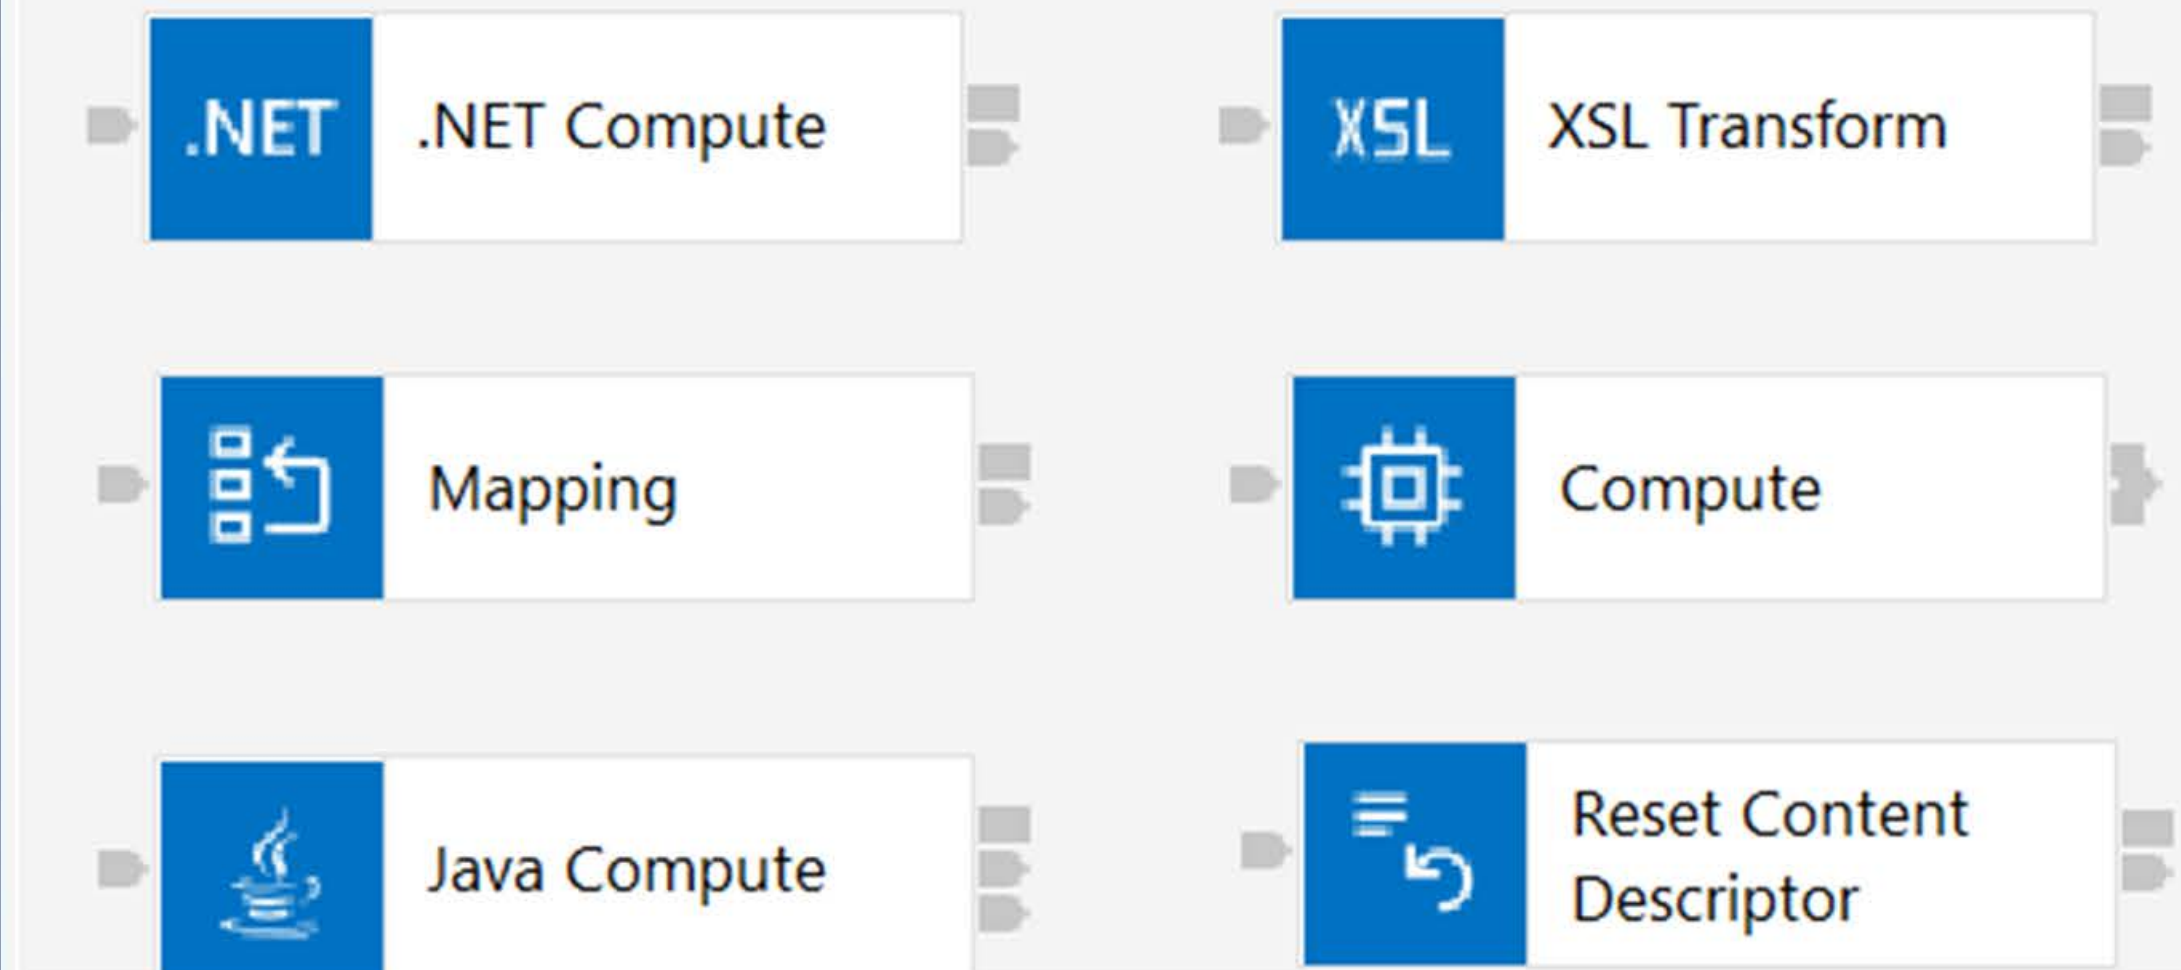 .NET .NET Compute
XSL XSL Transform
Mapping
Compute
Java Compute
Reset Content
Descriptor